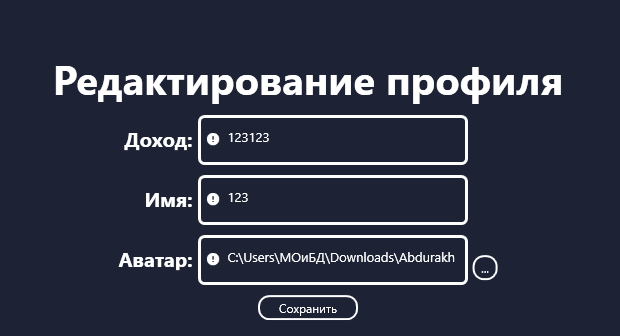 Редактирование профиля
Доход: 123123
Имя: 123
Аватар: C:\Users\МОиБД\Downloads\Abdurakh ...
Сохранить